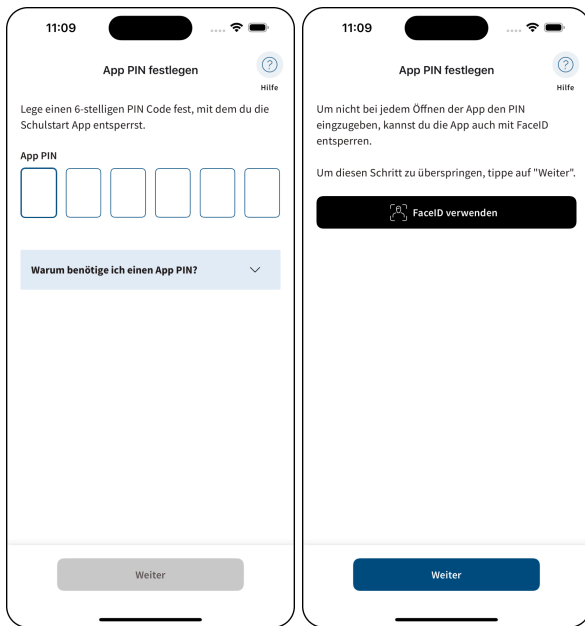 11:09
App PIN festlegen
Hilfe
Lege einen 6-stelligen PIN Code fest, mit dem du die
Schulstart App entsperrst.
App PIN
Warum benötige ich einen App PIN?
Weiter
11:09
App PIN festlegen
Hilfe
Um nicht bei jedem Öffnen der App den PIN
einzugeben, kannst du die App auch mit FaceID
entsperren.
Um diesen Schritt zu überspringen, tippe auf "Weiter".
FaceID verwenden
Weiter